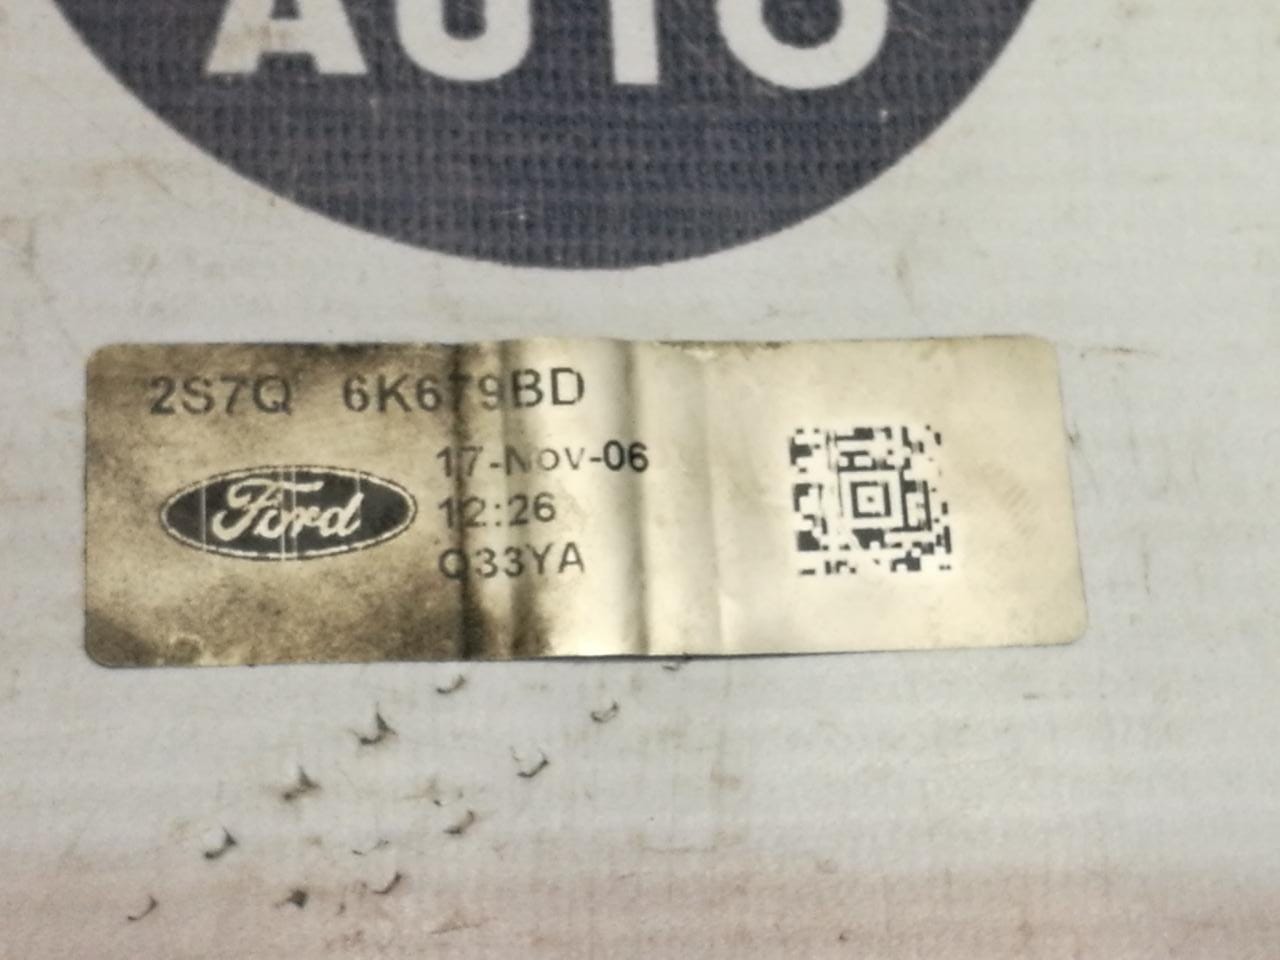 AUTO
2S7Q 6K679BD
17-Nov-06
Ford
12:26
Q33YA